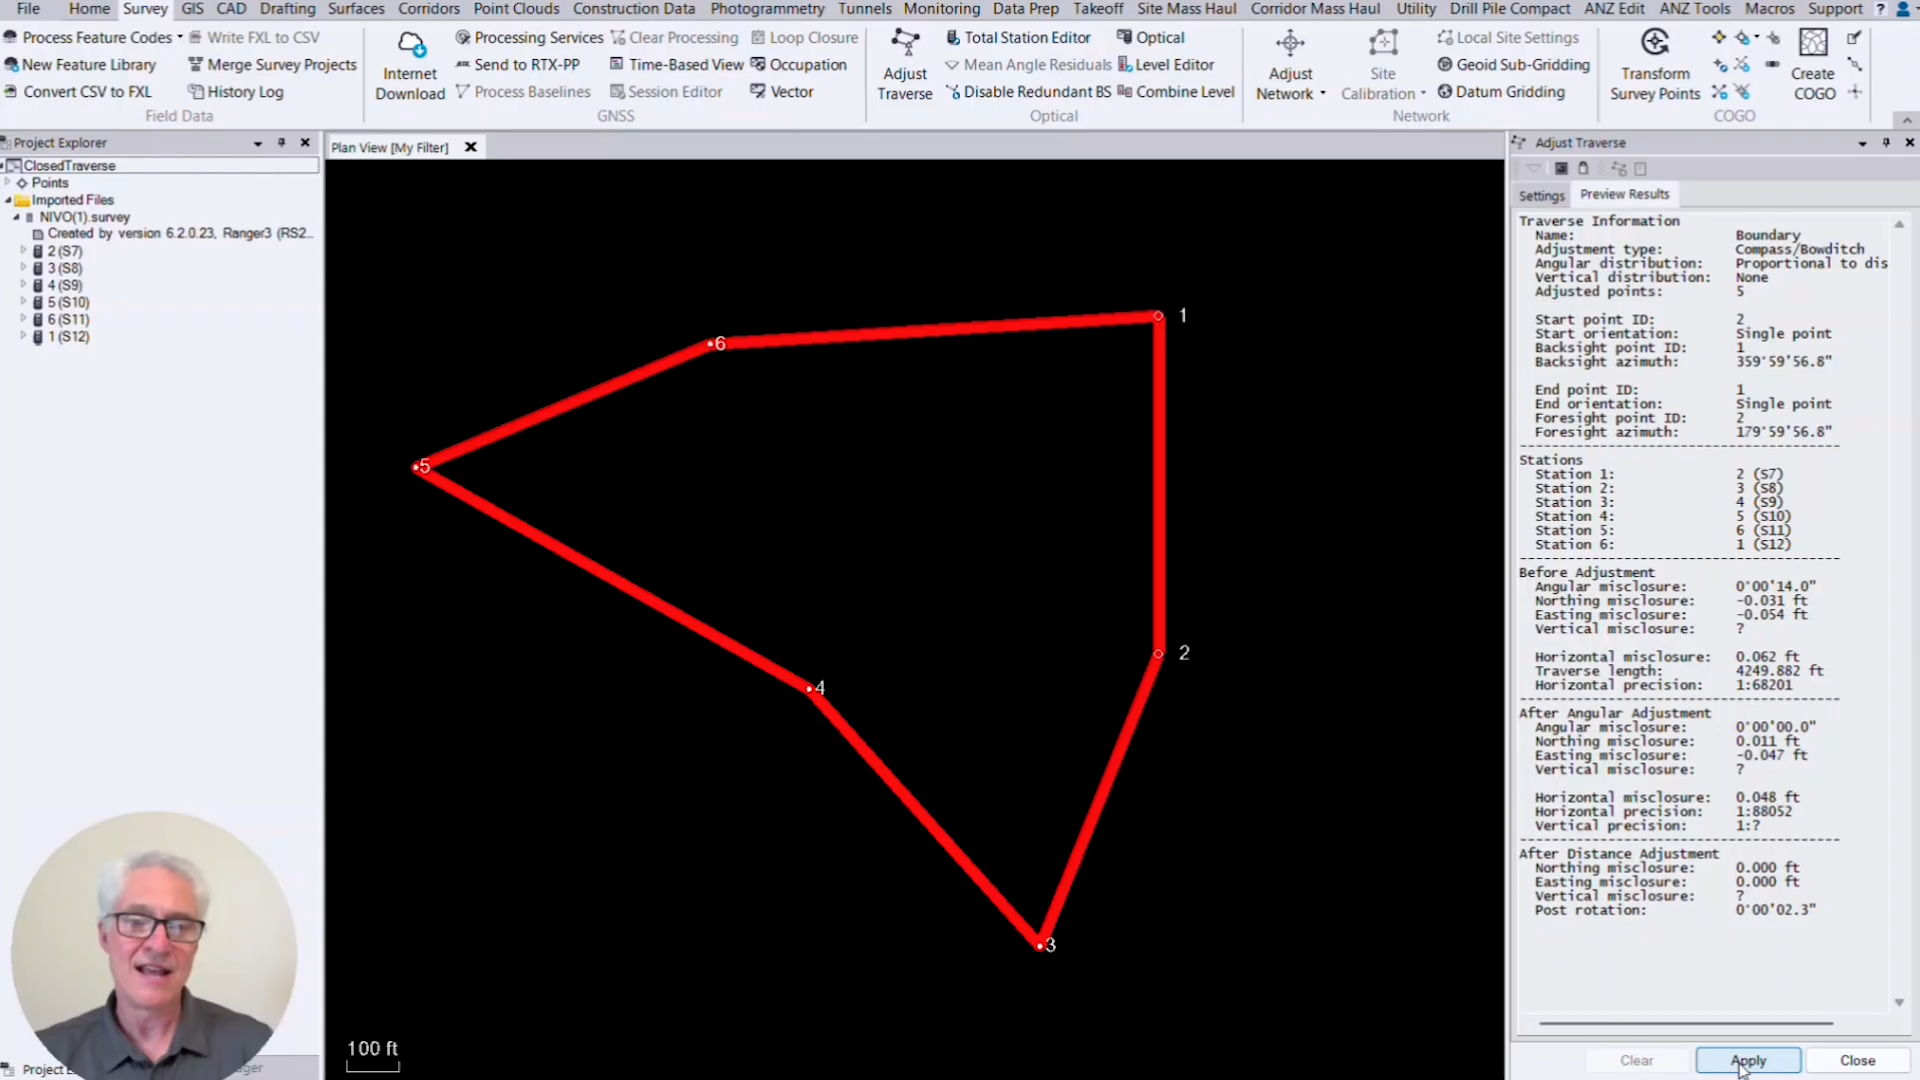 File Home Survey GIS CAD Drafting Surfaces Corridors Point Clouds Construction Data Photogrammetry Tunnels Monitoring Data Prep Takeoff Site Mass Haul Corridor Mass Haul Utility Drill Pile Compact ANZ Edit ANZ Tools Macros Support ?
Process Feature Codes Write FXL to CSV
New Feature Library Merge Survey Projects
Convert CSV to FXL History Log
Field Data
Internet Download
Processing Services Clear Processing Loop Closure
Send to RTX-PP Time-Based View Occupation
Process Baselines Session Editor Vector
GNSS
Adjust Traverse
Total Station Editor Optical
Mean Angle Residuals Level Editor
Disable Redundant BS Combine Level
Optical
Adjust Network
Site Calibration
Local Site Settings
Geoid Sub-Gridding
Datum Gridding
Network
Transform Survey Points
Create COGO
COGO
Project Explorer
ClosedTraverse
Points
Imported Files
NIVO(1).survey
Created by version 6.2.0.23, Ranger3 (RS2...
2 (S7)
3 (S8)
4 (S9)
5 (S10)
6 (S11)
1 (S12)
Plan View [My Filter]
1
6
5
2
4
3
100 ft
Adjust Traverse
Settings Preview Results
Traverse Information
Name: Boundary
Adjustment type: Compass/Bowditch
Angular distribution: Proportional to dis
Vertical distribution: None
Adjusted points: 5
Start point ID: 2
Start orientation: Single point
Backsight point ID: 1
Backsight azimuth: 359°59'56.8"
End point ID: 1
End orientation: Single point
Foresight point ID: 2
Foresight azimuth: 179°59'56.8"
Stations
Station 1: 2 (S7)
Station 2: 3 (S8)
Station 3: 4 (S9)
Station 4: 5 (S10)
Station 5: 6 (S11)
Station 6: 1 (S12)
Before Adjustment
Angular misclosure: 0°00'14.0"
Northing misclosure: -0.031 ft
Easting misclosure: -0.054 ft
Vertical misclosure: ?
Horizontal misclosure: 0.062 ft
Traverse length: 4249.882 ft
Horizontal precision: 1:68201
After Angular Adjustment
Angular misclosure: 0°00'00.0"
Northing misclosure: 0.011 ft
Easting misclosure: -0.047 ft
Vertical misclosure: ?
Horizontal misclosure: 0.048 ft
Horizontal precision: 1:88052
Vertical precision: 1:?
After Distance Adjustment
Northing misclosure: 0.000 ft
Easting misclosure: 0.000 ft
Vertical misclosure: ?
Post rotation: 0°00'02.3"
Clear Apply Close